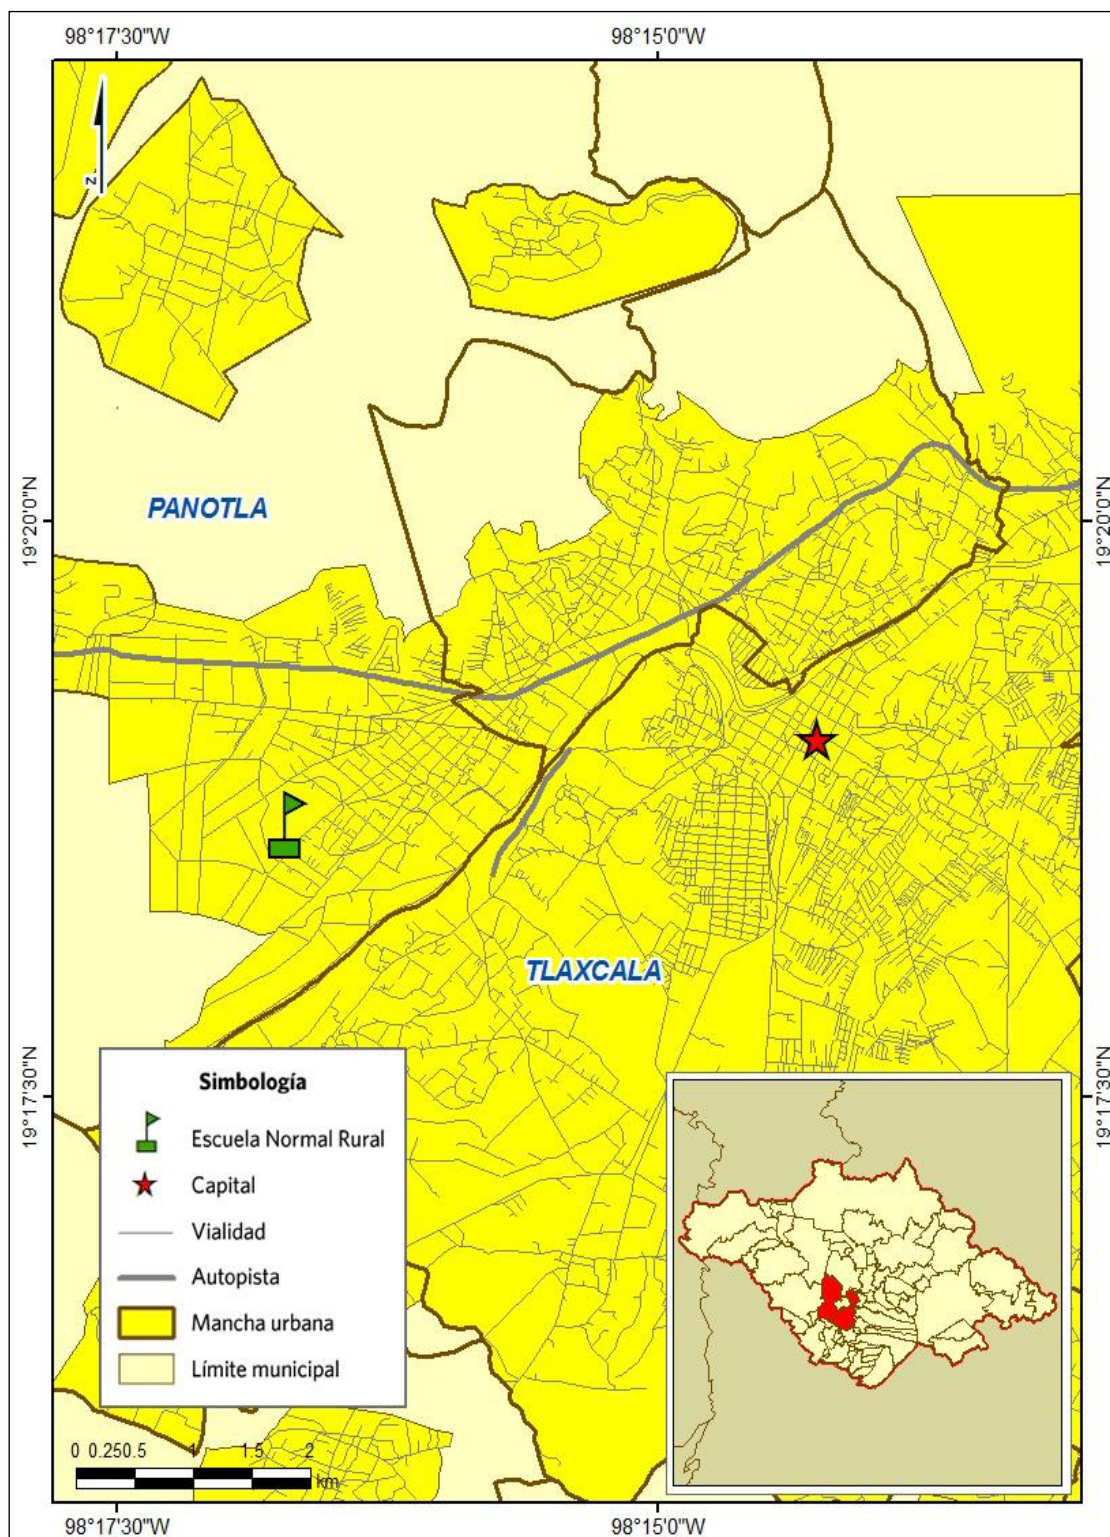 98°17'30"W
98°15'0"W
z
PANOTLA
19°20'0"N
19°20'0"N
TLAXCALA
19°17'30"N
19°17'30"N
Simbología
Escuela Normal Rural
Capital
Vialidad
Autopista
Mancha urbana
Límite municipal
0 0.250.5 1 1.5 2
km
98°17'30"W
98°15'0"W